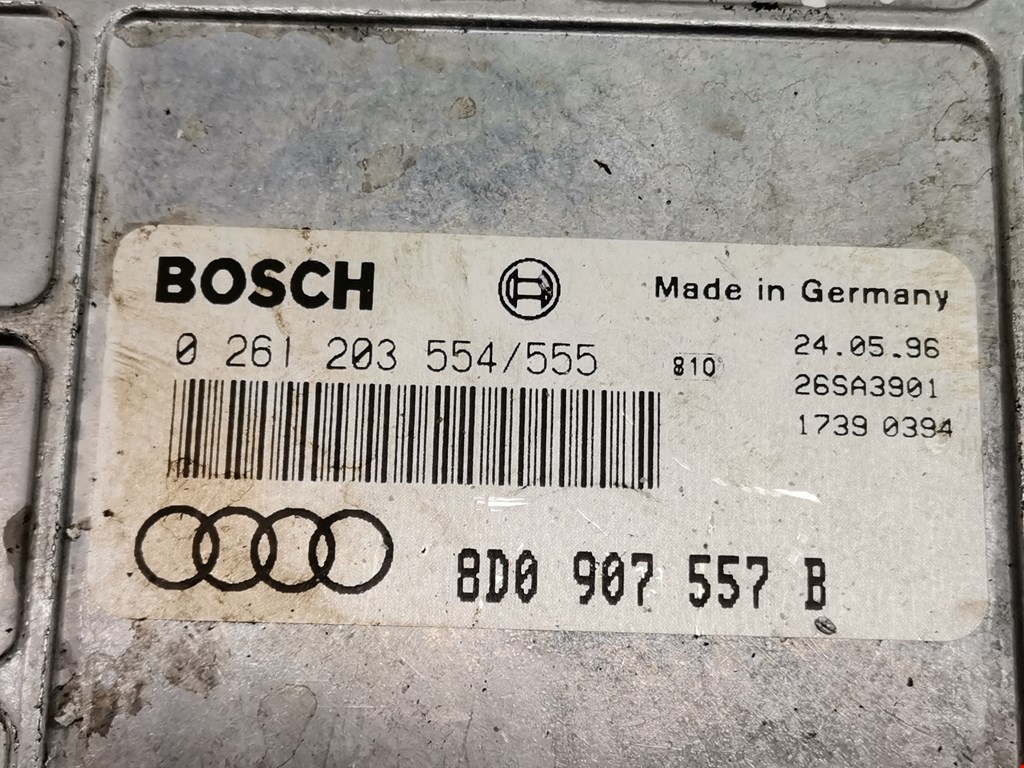 BOSCH
Made in Germany
0 261 203 554/555
810
24.05.96
26SA3901
1739 0394
8D0 907 557 B